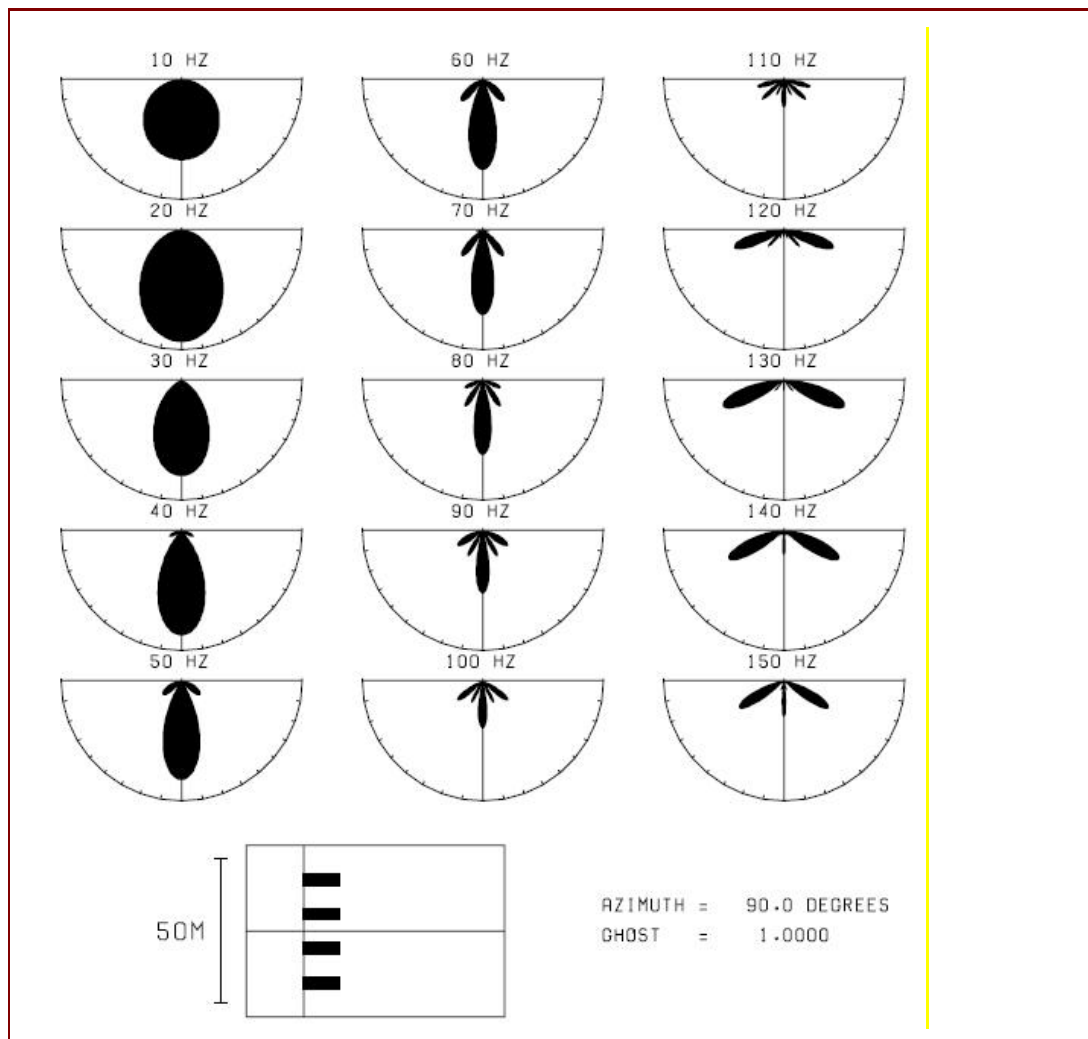 10 HZ
60 HZ
110 HZ
20 HZ
70 HZ
120 HZ
30 HZ
80 HZ
130 HZ
40 HZ
90 HZ
140 HZ
50 HZ
100 HZ
150 HZ
50M
AZIMUTH = 90.0 DEGREES
GHØST = 1.0000